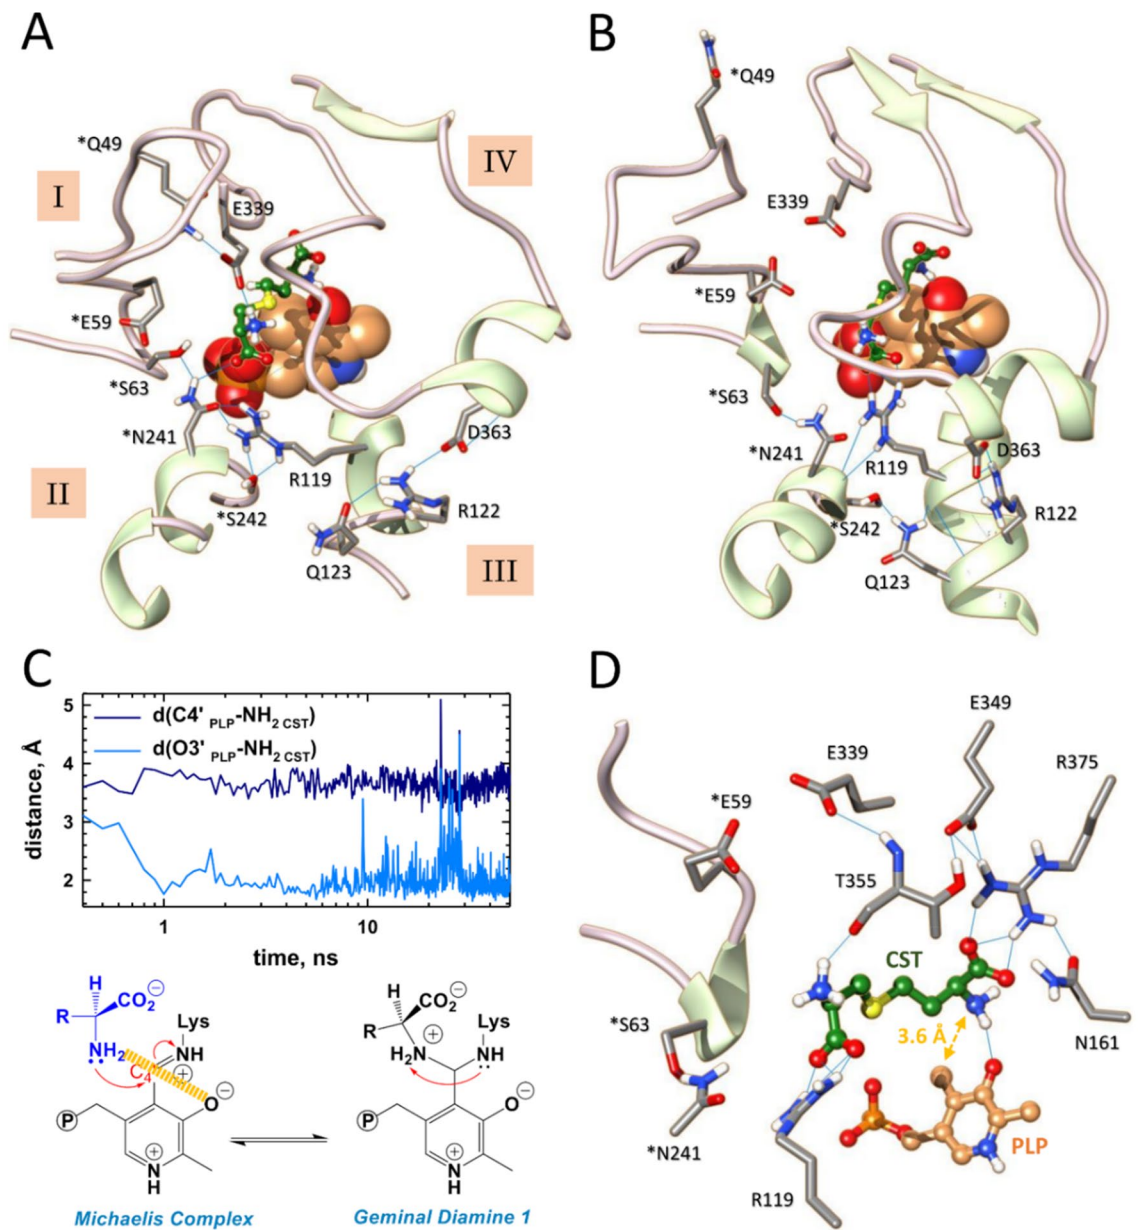 A
*Q49
I
IV
E339
*E59
*S63
*N241
D363
II
R119
*S242
R122
Q123
III
B
*Q49
E339
*E59
*S63
*N241
D363
R119
*S242
R122
Q123
C
5
4
3
2
distance, Å
d(C4' PLP-NH2 CST)
d(O3' PLP-NH2 CST)
1
10
time, ns
H
CO2 ⊖
R
Lys
NH2
NH
⊕
C4
O ⊖
P
⊕
N
H
Michaelis Complex
H
CO2 ⊖
R
Lys
⊕
H2N
NH
O ⊖
P
⊕
N
H
Geminal Diamine 1
D
E349
E339
R375
*E59
T355
CST
*S63
3.6 Å
N161
*N241
PLP
R119